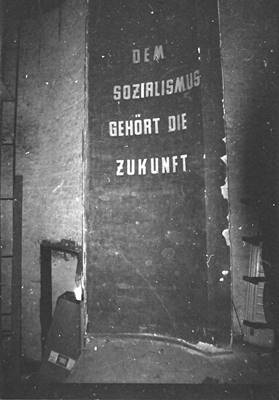 DEM
SOZIALISMUS
GEHÖRT DIE
ZUKUNFT